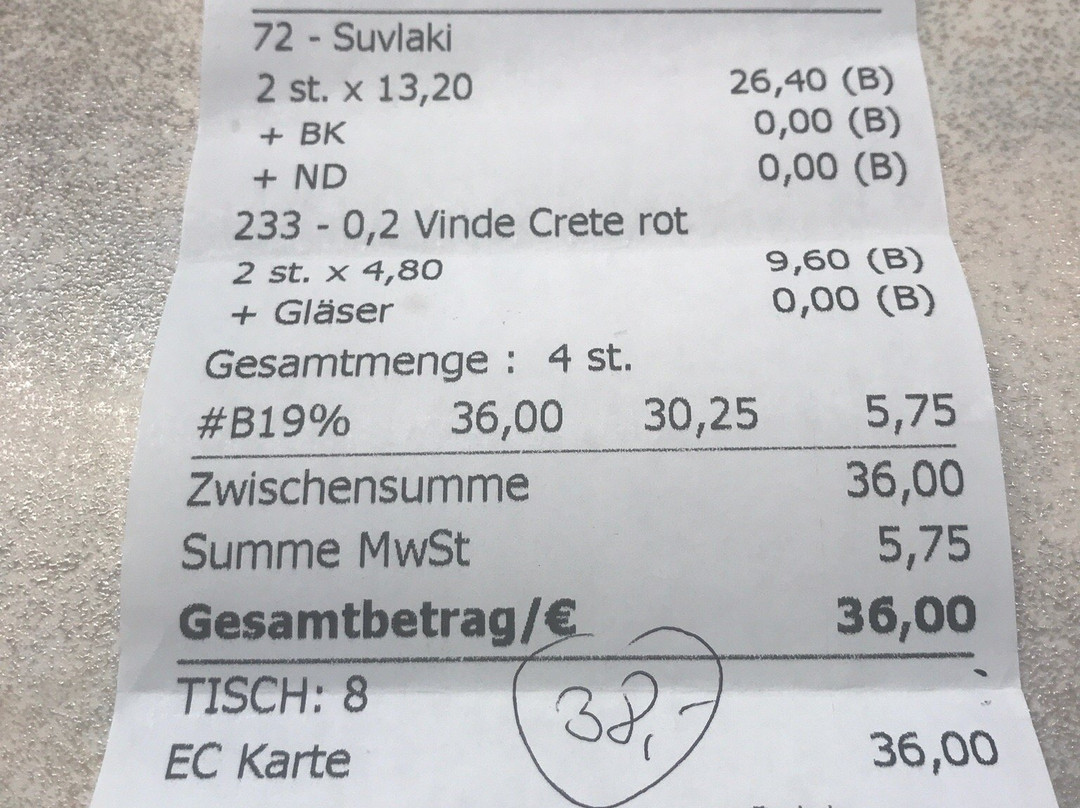 72 - Suvlaki
2 st. x 13,20 26,40 (B)
+ BK 0,00 (B)
+ ND 0,00 (B)
233 - 0,2 Vinde Crete rot
2 st. x 4,80 9,60 (B)
+ Gläser 0,00 (B)
Gesamtmenge : 4 st.
#B19% 36,00 30,25 5,75
Zwischensumme 36,00
Summe MwSt 5,75
Gesamtbetrag/€ 36,00
TISCH: 8
38,-
EC Karte 36,00